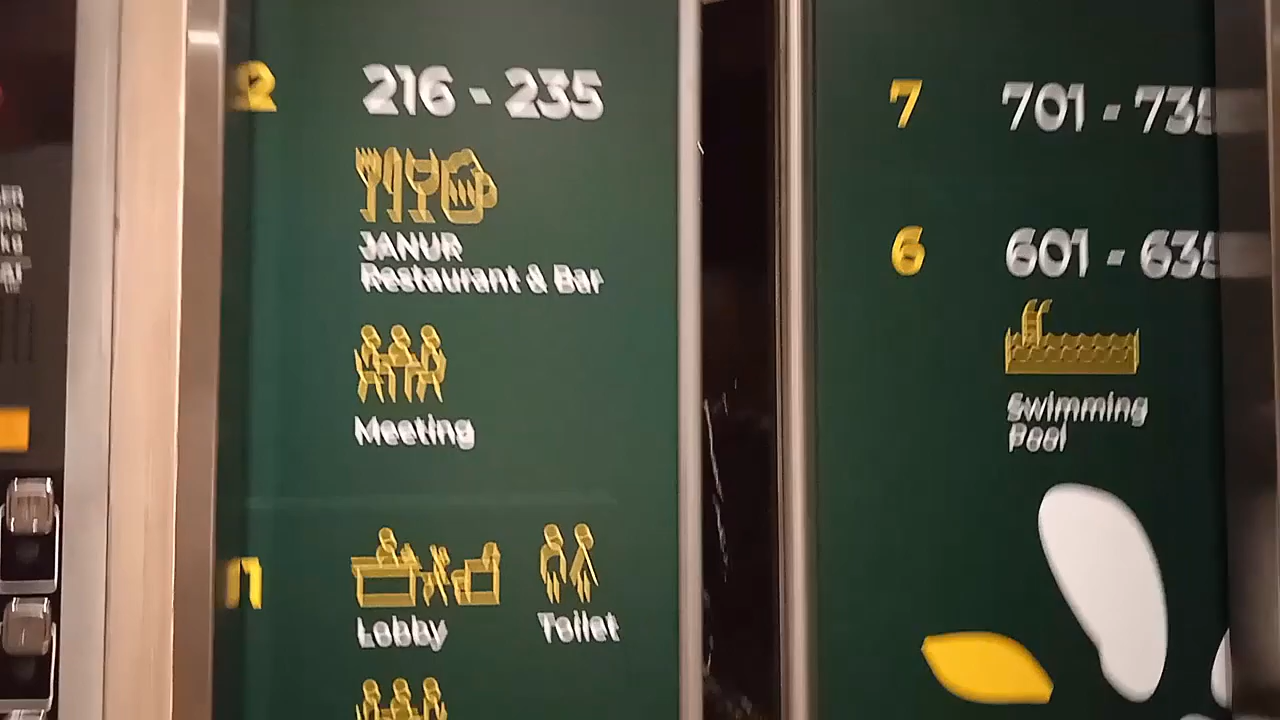 2 216 - 235
JANUR
Restaurant & Bar
Meeting
1
Lobby Toilet
7 701 - 735
6 601 - 635
Swimming
Pool